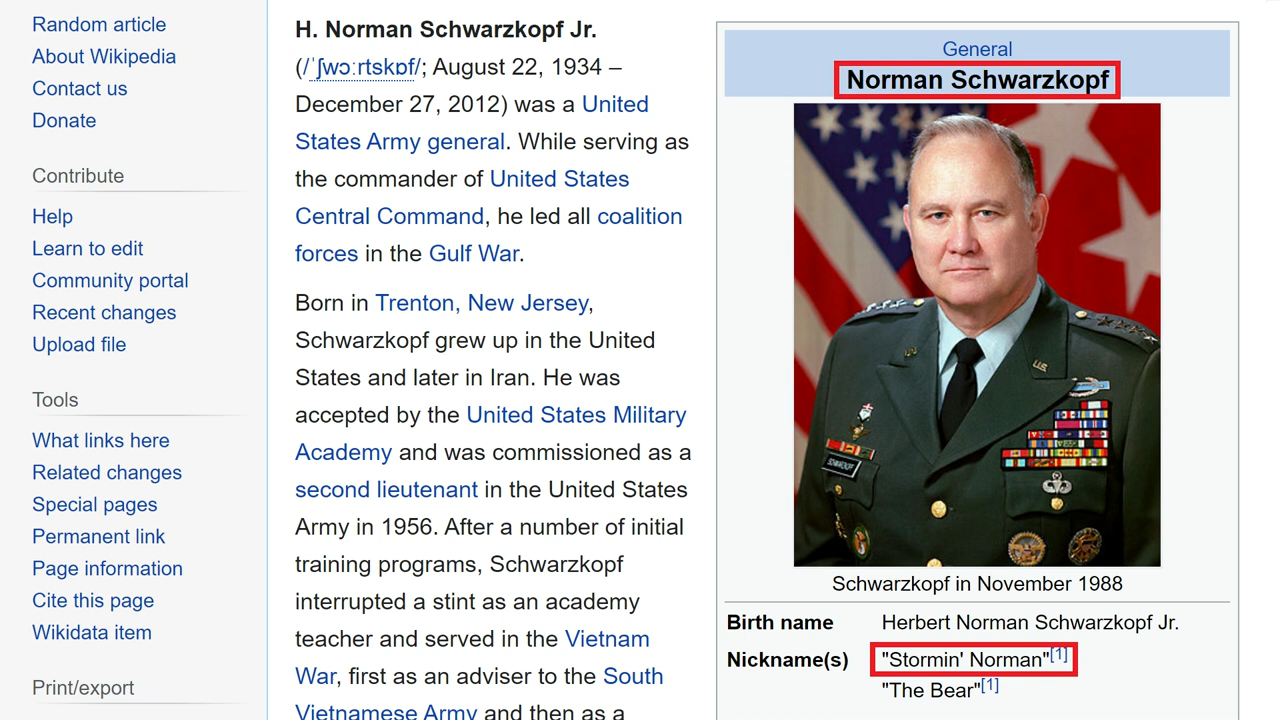 Random article
About Wikipedia
Contact us
Donate
Contribute
Help
Learn to edit
Community portal
Recent changes
Upload file
Tools
What links here
Related changes
Special pages
Permanent link
Page information
Cite this page
Wikidata item
Print/export
H. Norman Schwarzkopf Jr.
(/ˈʃwɔːrtskɒf/; August 22, 1934 –
December 27, 2012) was a United
States Army general. While serving as
the commander of United States
Central Command, he led all coalition
forces in the Gulf War.
Born in Trenton, New Jersey,
Schwarzkopf grew up in the United
States and later in Iran. He was
accepted by the United States Military
Academy and was commissioned as a
second lieutenant in the United States
Army in 1956. After a number of initial
training programs, Schwarzkopf
interrupted a stint as an academy
teacher and served in the Vietnam
War, first as an adviser to the South
Vietnamese Army and then as a
General
Norman Schwarzkopf
U.S.
SCHWARZKOPF
Schwarzkopf in November 1988
Birth name Herbert Norman Schwarzkopf Jr.
Nickname(s) "Stormin' Norman"[1]
"The Bear"[1]